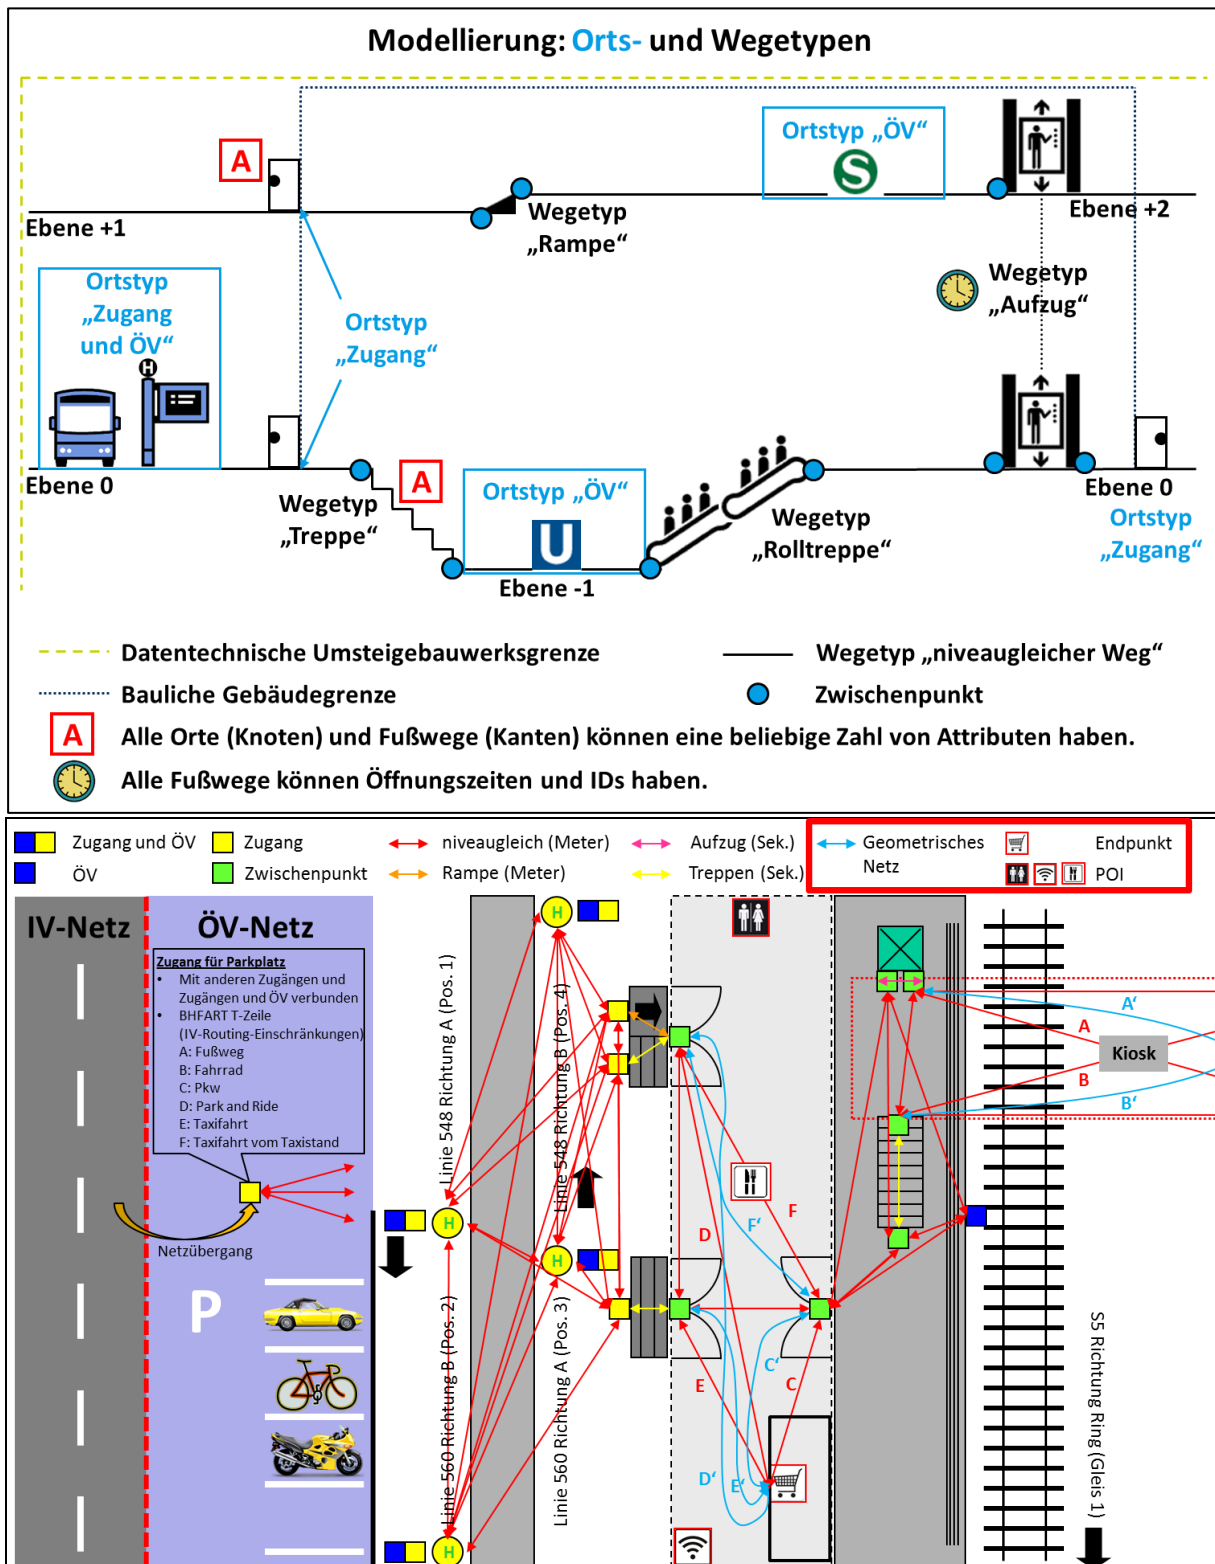 Modellierung: Orts- und Wegetypen
A
Ortstyp „ÖV“
S
Ebene +1
Wegetyp
„Rampe“
Ebene +2
Ortstyp
„Zugang
und ÖV“
H
Ortstyp
„Zugang“
Wegetyp
„Aufzug“
Ebene 0
Wegetyp
„Treppe“
A
Ortstyp „ÖV“
U
Ebene -1
Wegetyp
„Rolltreppe“
Ebene 0
Ortstyp
„Zugang“
Datentechnische Umsteigebauwerksgrenze
Wegetyp „niveaugleicher Weg“
Bauliche Gebäudegrenze
Zwischenpunkt
A
Alle Orte (Knoten) und Fußwege (Kanten) können eine beliebige Zahl von Attributen haben.
Alle Fußwege können Öffnungszeiten und IDs haben.
Zugang und ÖV
Zugang
niveaugleich (Meter)
Aufzug (Sek.)
Geometrisches
Netz
Endpunkt
ÖV
Zwischenpunkt
Rampe (Meter)
Treppen (Sek.)
POI
IV-Netz
ÖV-Netz
Zugang für Parkplatz
• Mit anderen Zugängen und
Zugängen und ÖV verbunden
• BHFART T-Zeile
(IV-Routing-Einschränkungen)
A: Fußweg
B: Fahrrad
C: Pkw
D: Park and Ride
E: Taxifahrt
F: Taxifahrt vom Taxistand
Netzübergang
P
Linie 548 Richtung A (Pos. 1)
Linie 560 Richtung B (Pos. 2)
Linie 548 Richtung B (Pos. 4)
Linie 560 Richtung A (Pos. 3)
H
H
H
H
A'
A
Kiosk
B
B'
F
F'
D
C'
C
E
D'
E'
S5 Richtung Ring (Gleis 1)